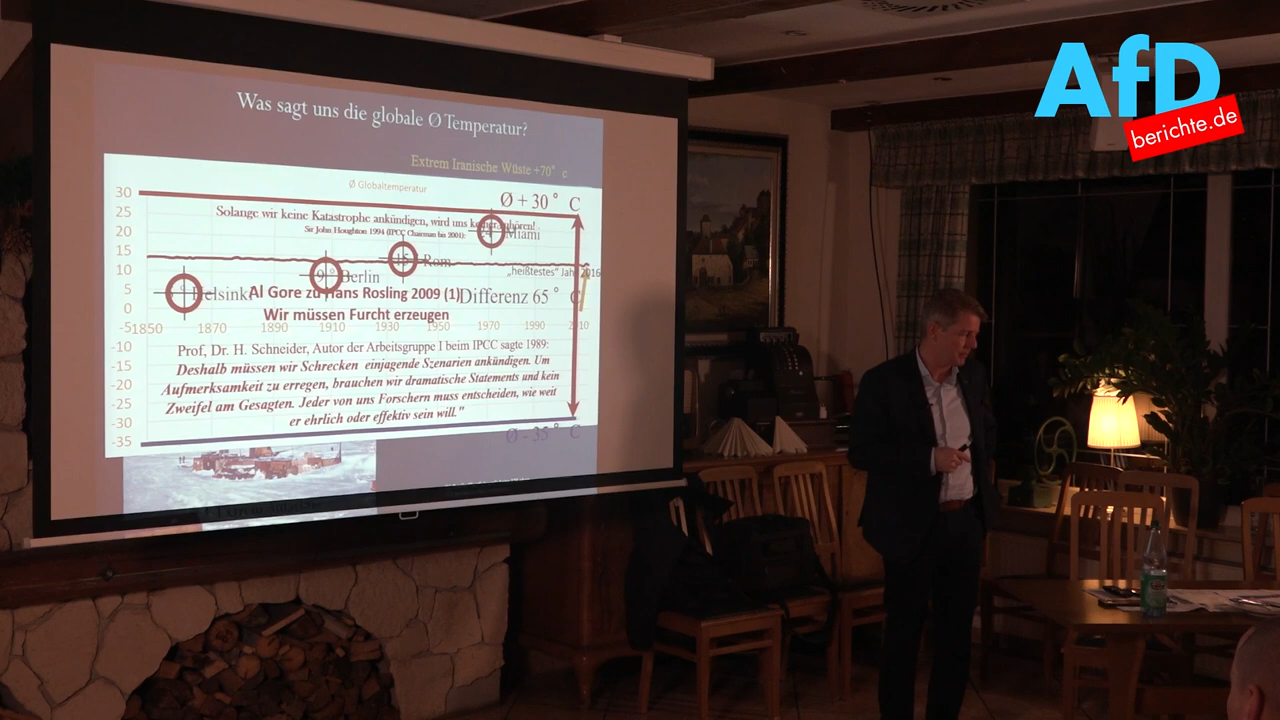 AfD
berichte.de
Was sagt uns die globale Ø Temperatur?
Extrem Iranische Wüste +70° c
Ø Globaltemperatur
Ø + 30 ° C
30
25
20
15
10
5
0
-5
-10
-15
-20
-25
-30
-35
Solange wir keine Katastrophe ankündigen, wird uns keiner zuhören!
Sir John Houghton 1994 (IPCC Chairman bis 2001):
Miami
Rom
„heißtestes" Jahr 2016
9 ° Berlin
Helsinki
Al Gore zu Hans Rosling 2009 (1)
Differenz 65 ° C
Wir müssen Furcht erzeugen
1850 1870 1890 1910 1930 1950 1970 1990 2010
Prof, Dr. H. Schneider, Autor der Arbeitsgruppe I beim IPCC sagte 1989:
Deshalb müssen wir Schrecken einjagende Szenarien ankündigen. Um
Aufmerksamkeit zu erregen, brauchen wir dramatische Statements und kein
Zweifel am Gesagten. Jeder von uns Forschern muss entscheiden, wie weit
er ehrlich oder effektiv sein will."
Ø - 35 ° C